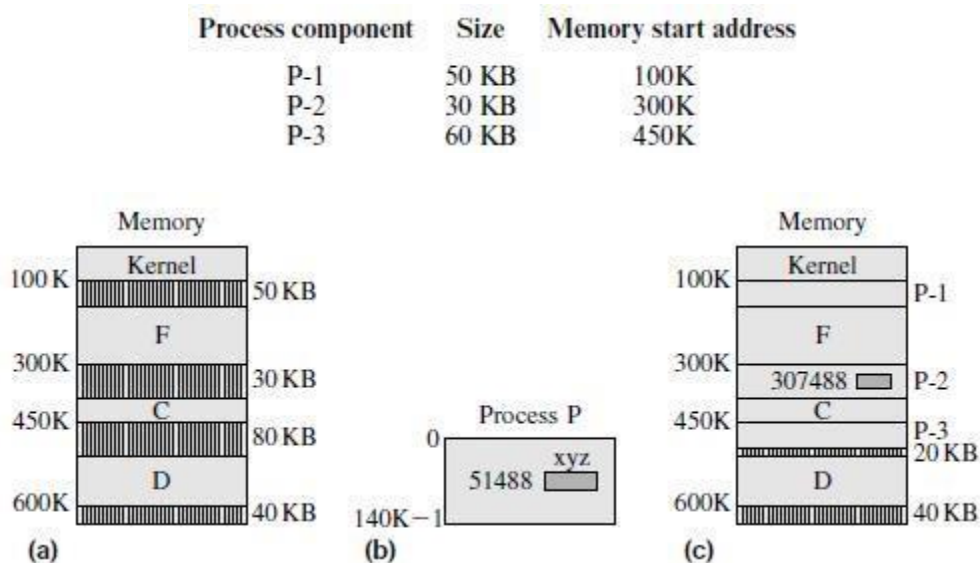 Process component Size Memory start address
P-1 50 KB 100K
P-2 30 KB 300K
P-3 60 KB 450K
Memory
Kernel
100K
50 KB
F
300K
30 KB
C
450K
80 KB
D
600K
40 KB
(a)
Process P
0
xyz
51488
140K−1
(b)
Memory
Kernel
100K
P-1
F
300K
307488
P-2
C
450K
P-3
20 KB
D
600K
40 KB
(c)